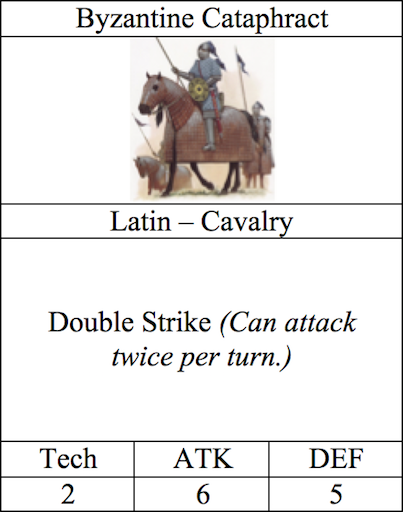 Byzantine Cataphract
Latin – Cavalry
Double Strike (Can attack
twice per turn.)
Tech ATK DEF
2 6 5